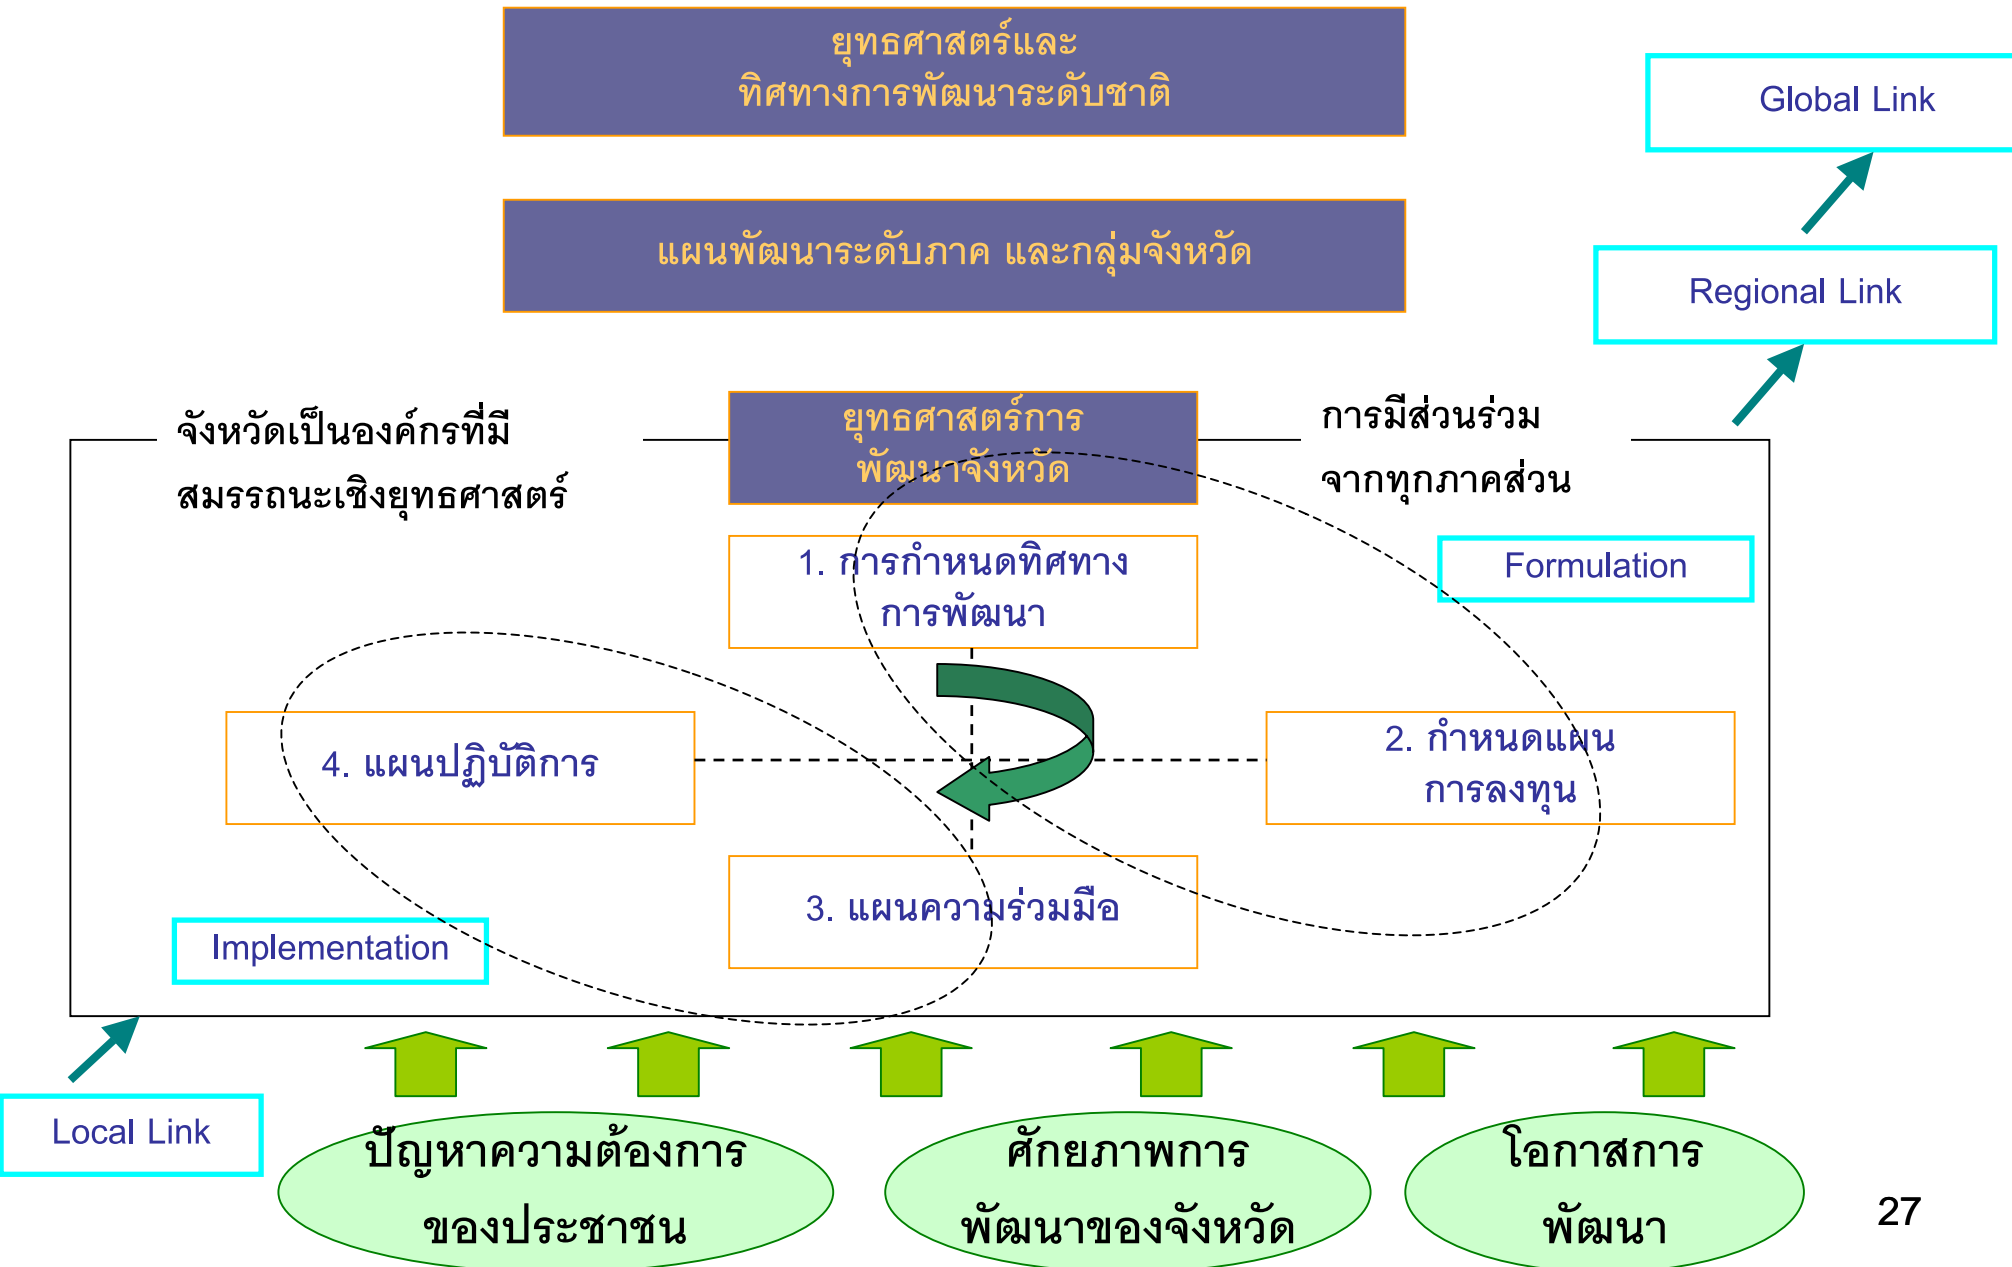 ยุทธศาสตร์และ
ทิศทางการพัฒนาระดับชาติ
Global Link
แผนพัฒนาระดับภาค และกลุ่มจังหวัด
Regional Link
จังหวัดเป็นองค์กรที่มี
สมรรถนะเชิงยุทธศาสตร์
ยุทธศาสตร์การ
พัฒนาจังหวัด
การมีส่วนร่วม
จากทุกภาคส่วน
1. การกำหนดทิศทาง
การพัฒนา
Formulation
4. แผนปฏิบัติการ
2. กำหนดแผน
การลงทุน
3. แผนความร่วมมือ
Implementation
Local Link
ปัญหาความต้องการ
ของประชาชน
ศักยภาพการ
พัฒนาของจังหวัด
โอกาสการ
พัฒนา
27